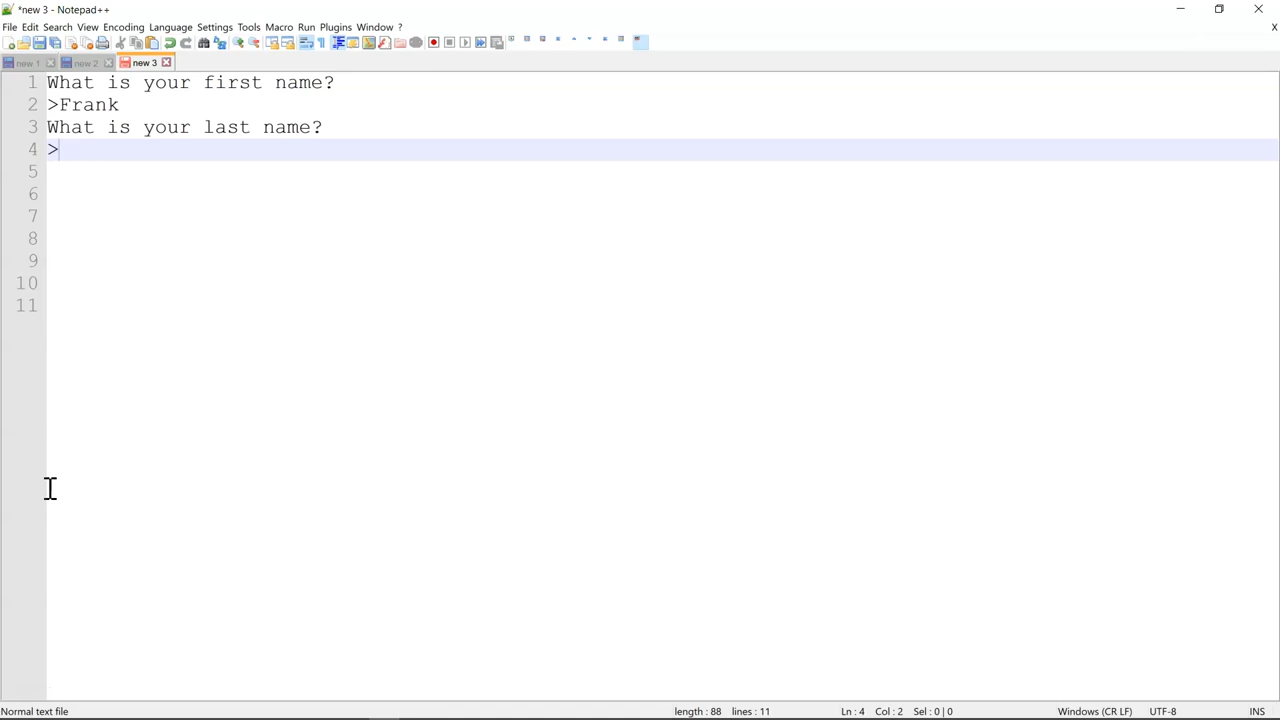 *new 3 - Notepad++
File Edit Search View Encoding Language Settings Tools Macro Run Plugins Window ?
X
new 1 new 2 new 3
1 What is your first name?
2 >Frank
3 What is your last name?
4 >
5
6
7
8
9
10
11
Normal text file length : 88 lines : 11 Ln : 4 Col : 2 Sel : 0 | 0 Windows (CR LF) UTF-8 INS